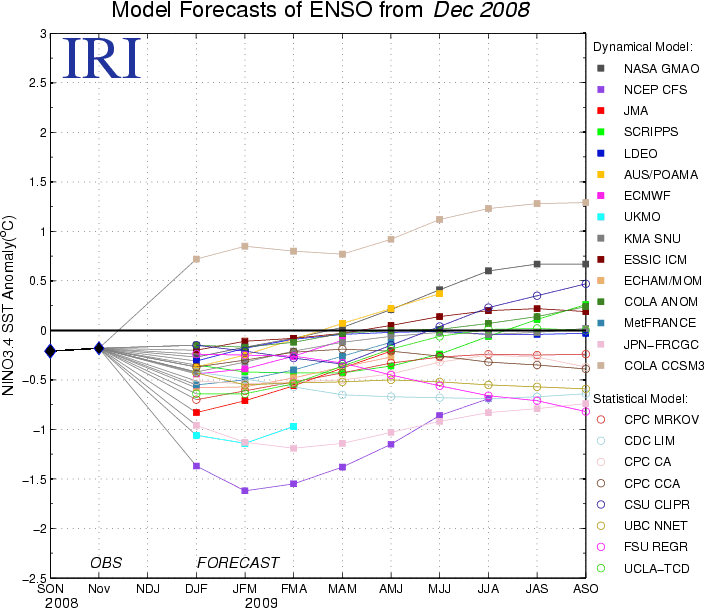 Model Forecasts of ENSO from Dec 2008
IRI
NINO3.4 SST Anomaly(°C)
3
2.5
2
1.5
1
0.5
0
−0.5
−1
−1.5
−2
−2.5
OBS
FORECAST
SON Nov NDJ DJF JFM FMA MAM AMJ MJJ JJA JAS ASO
2008 2009
Dynamical Model:
NASA GMAO
NCEP CFS
JMA
SCRIPPS
LDEO
AUS/POAMA
ECMWF
UKMO
KMA SNU
ESSIC ICM
ECHAM/MOM
COLA ANOM
MetFRANCE
JPN-FRCGC
COLA CCSM3
Statistical Model:
CPC MRKOV
CDC LIM
CPC CA
CPC CCA
CSU CLIPR
UBC NNET
FSU REGR
UCLA-TCD